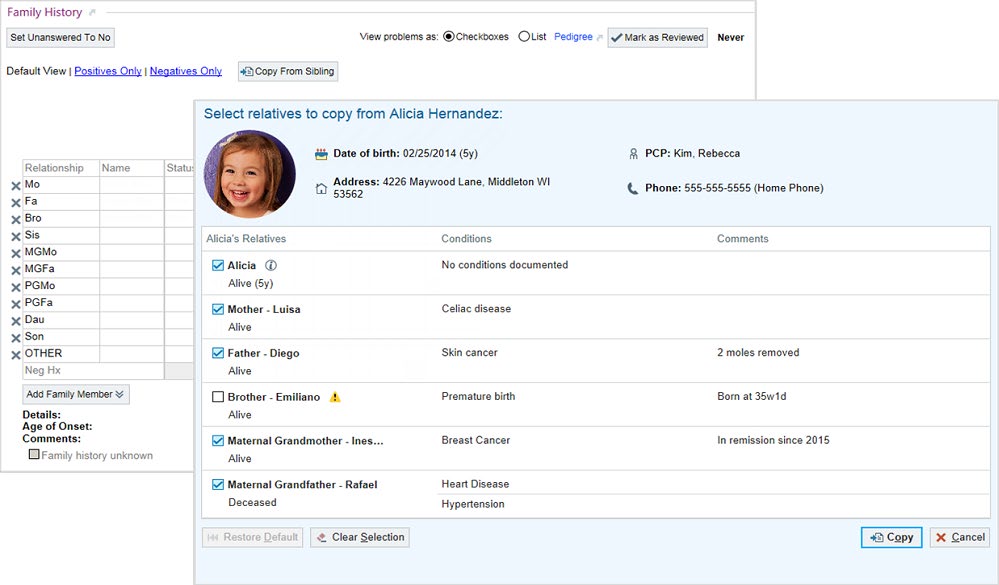 Family History
Set Unanswered To No
View problems as: Checkboxes List Pedigree Mark as Reviewed Never
Default View | Positives Only | Negatives Only Copy From Sibling
Relationship Name Status
Mo
Fa
Bro
Sis
MGMo
MGFa
PGMo
PGFa
Dau
Son
OTHER
Neg Hx
Add Family Member
Details:
Age of Onset:
Comments:
Family history unknown
Select relatives to copy from Alicia Hernandez:
Date of birth: 02/25/2014 (5y)
PCP: Kim, Rebecca
Address: 4226 Maywood Lane, Middleton WI
53562
Phone: 555-555-5555 (Home Phone)
Alicia's Relatives Conditions Comments
Alicia No conditions documented
Alive (5y)
Mother - Luisa Celiac disease
Alive
Father - Diego Skin cancer 2 moles removed
Alive
Brother - Emiliano Premature birth Born at 35w1d
Alive
Maternal Grandmother - Ines... Breast Cancer In remission since 2015
Alive
Maternal Grandfather - Rafael Heart Disease
Deceased Hypertension
Restore Default Clear Selection Copy Cancel